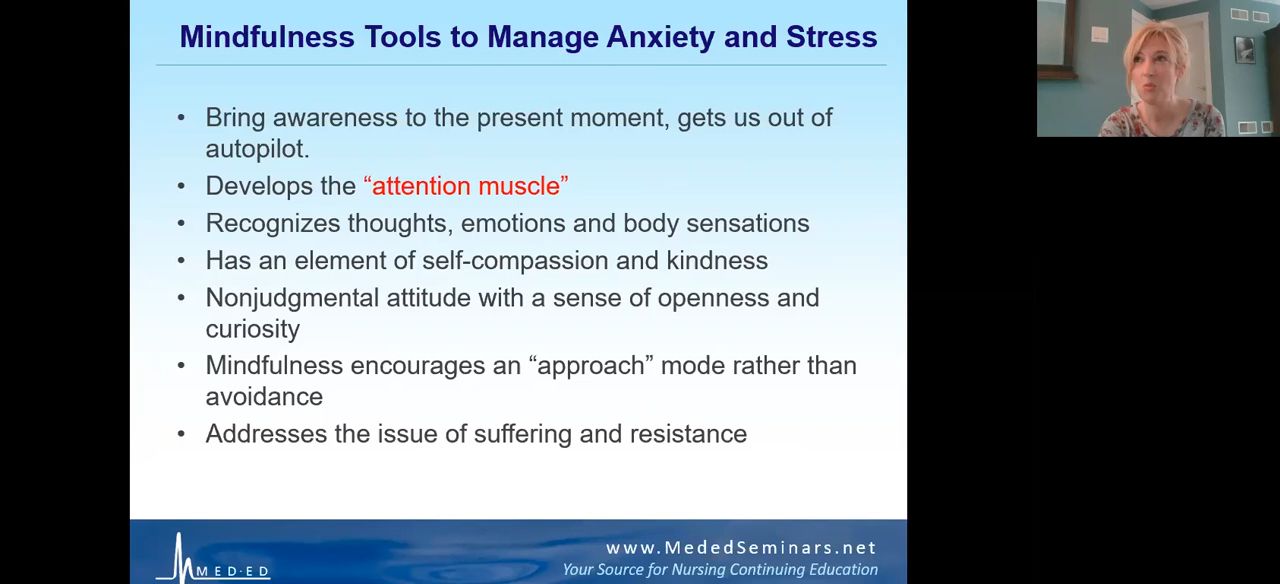 Mindfulness Tools to Manage Anxiety and Stress
• Bring awareness to the present moment, gets us out of
autopilot.
• Develops the “attention muscle”
• Recognizes thoughts, emotions and body sensations
• Has an element of self-compassion and kindness
• Nonjudgmental attitude with a sense of openness and
curiosity
• Mindfulness encourages an “approach” mode rather than
avoidance
• Addresses the issue of suffering and resistance
www.MededSeminars.net
MED·ED
Your Source for Nursing Continuing Education